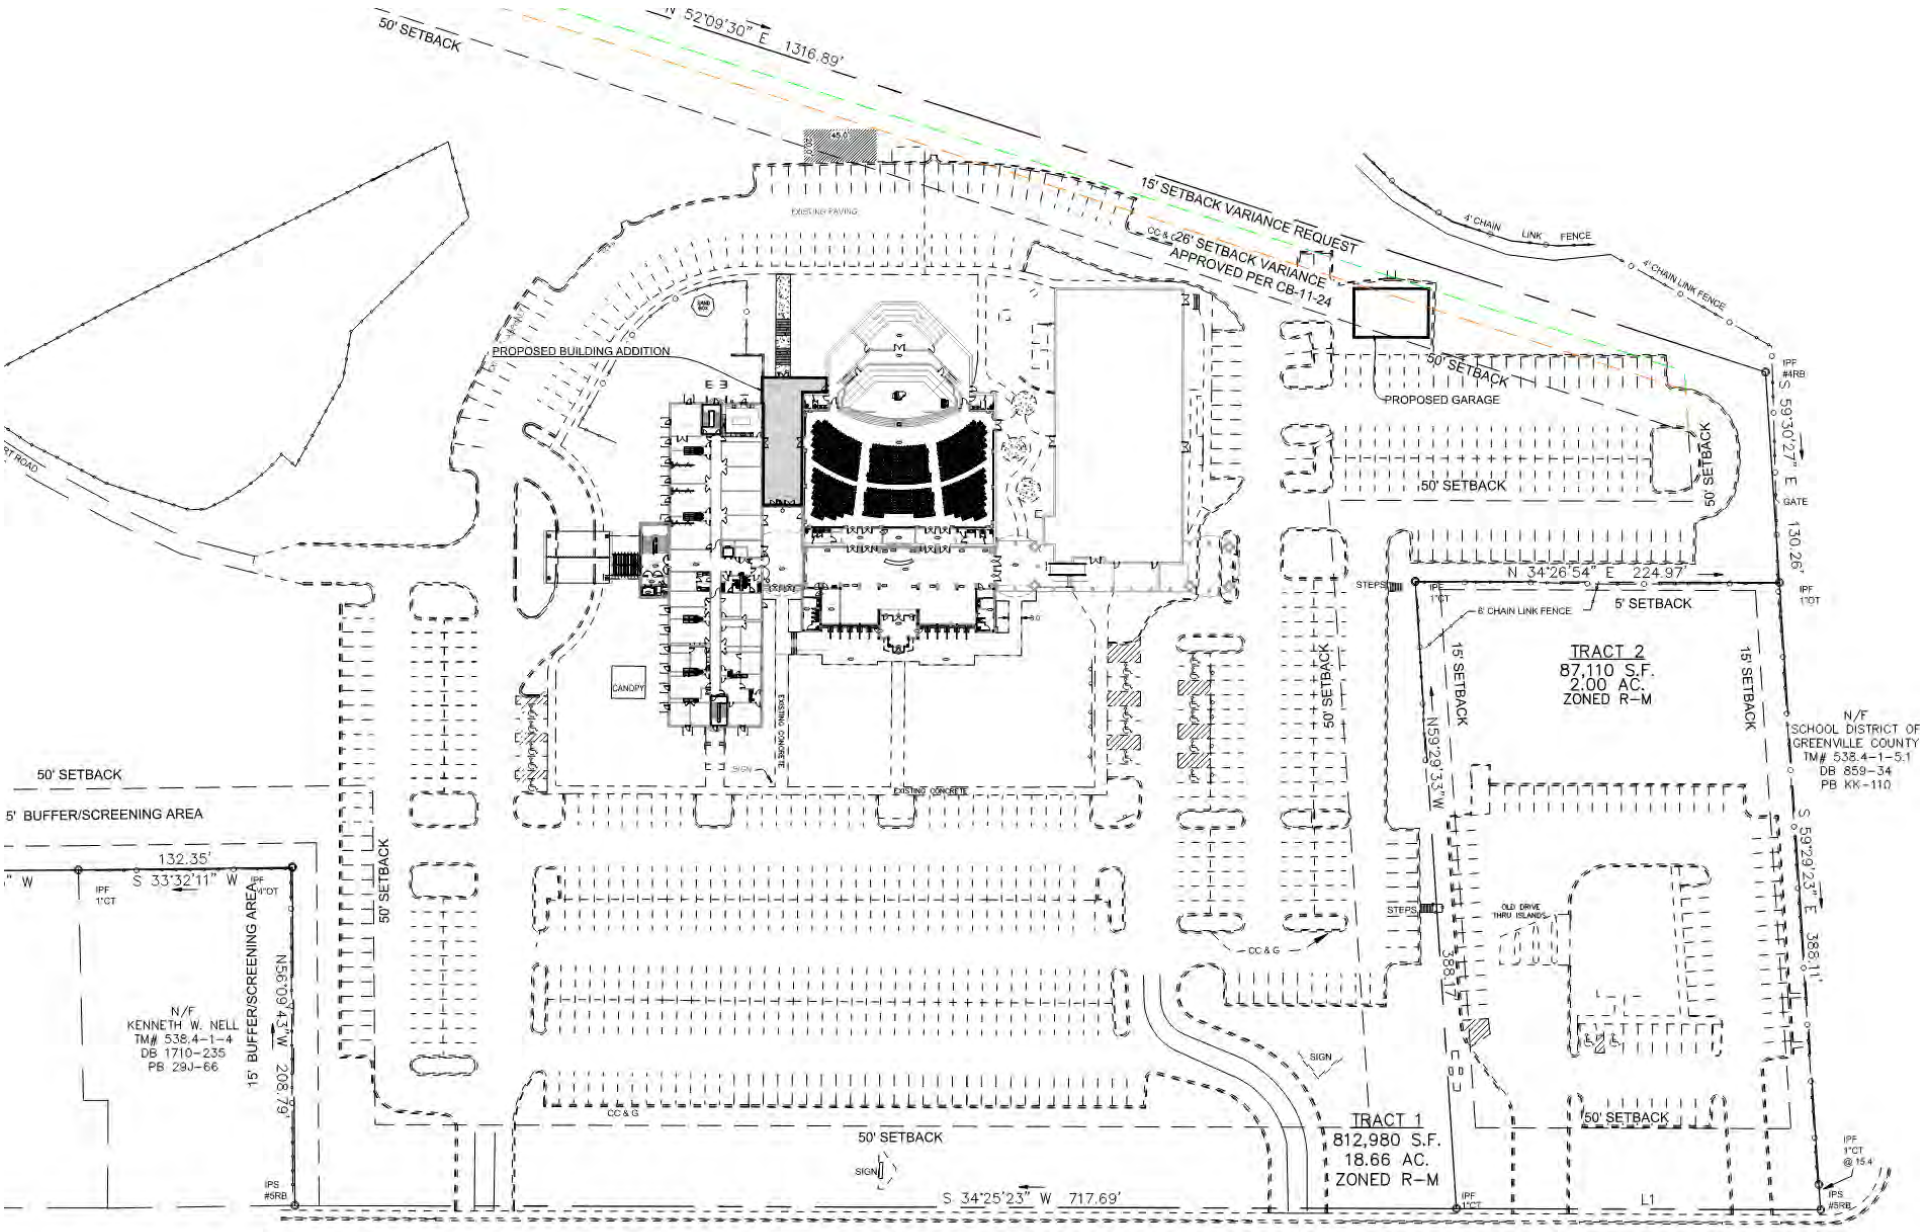 N 52°09'30" E 1316.89'
50' SETBACK
45.0'
20.0'
15' SETBACK VARIANCE REQUEST
4' CHAIN LINK FENCE
EXISTING PAVING
CC & G
26' SETBACK VARIANCE
APPROVED PER CB-11-24
4' CHAIN LINK FENCE
SAND
BOX
PROPOSED BUILDING ADDITION
50' SETBACK
IPF
#4RB
PROPOSED GARAGE
S 59°30'27" E 130.26'
50' SETBACK
50' SETBACK
RT ROAD
GATE
STEPS
N 34°26'54" E 224.97'
IPF
1"CT
IPF
1"OT
6' CHAIN LINK FENCE
5' SETBACK
TRACT 2
87,110 S.F.
2.00 AC.
ZONED R-M
15' SETBACK
15' SETBACK
50' SETBACK
CANOPY
EXISTING CONCRETE
SIGN
EXISTING CONCRETE
N59°29'33"W 388.17'
N/F
SCHOOL DISTRICT OF
GREENVILLE COUNTY
TM# 538.4-1-5.1
DB 859-34
PB KK-110
50' SETBACK
5' BUFFER/SCREENING AREA
50' SETBACK
S 59°29'23" E 388.11'
132.35'
" W
S 33°32'11" W
IPF
1"CT
IPF
OLD DRIVE
THRU ISLANDS
STEPS
CC & G
15' BUFFER/SCREENING AREA
N56°09'43"W 208.79'
N/F
KENNETH W. NELL
TM# 538.4-1-4
DB 1710-235
PB 29J-66
SIGN
CC & G
50' SETBACK
TRACT 1
812,980 S.F.
18.66 AC.
ZONED R-M
50' SETBACK
IPF
1"CT
@ 15.4
SIGN
IPS
#5RB
S 34°25'23" W 717.69'
IPF
1"CT
L1
IPS
#5RB